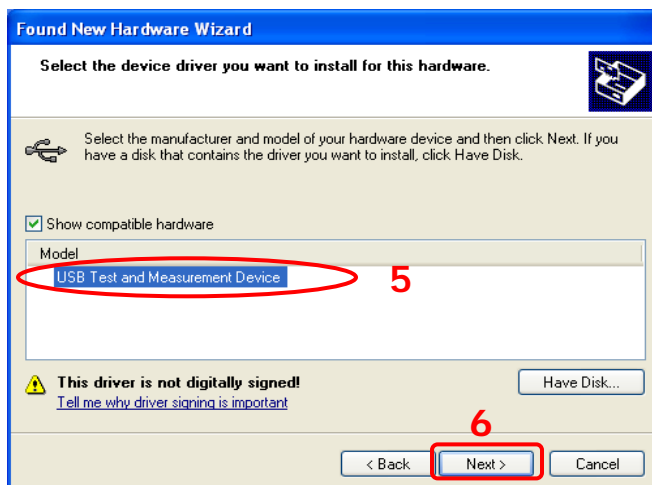 Found New Hardware Wizard
Select the device driver you want to install for this hardware.
Select the manufacturer and model of your hardware device and then click Next. If you
have a disk that contains the driver you want to install, click Have Disk.
Show compatible hardware
Model
USB Test and Measurement Device
5
This driver is not digitally signed!
Have Disk...
Tell me why driver signing is important
6
< Back
Next >
Cancel